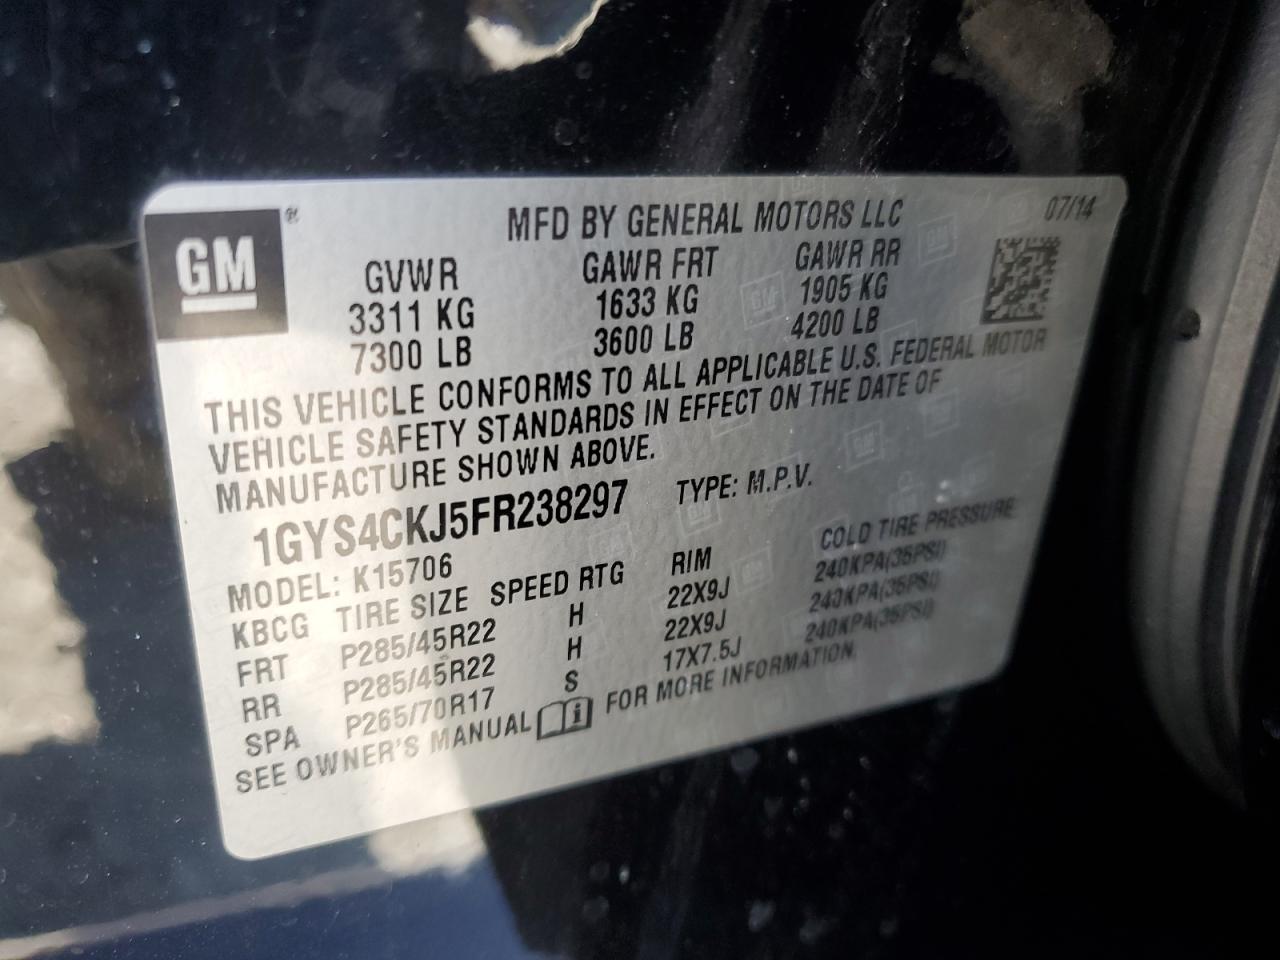 GM®
MFD BY GENERAL MOTORS LLC 07/14
GVWR GAWR FRT GAWR RR
3311 KG 1633 KG 1905 KG
7300 LB 3600 LB 4200 LB
THIS VEHICLE CONFORMS TO ALL APPLICABLE U.S. FEDERAL MOTOR
VEHICLE SAFETY STANDARDS IN EFFECT ON THE DATE OF
MANUFACTURE SHOWN ABOVE.
1GYS4CKJ5FR238297 TYPE: M.P.V.
MODEL: K15706
KBCG TIRE SIZE SPEED RTG RIM COLD TIRE PRESSURE
FRT P285/45R22 H 22X9J 240KPA(35PSI)
RR P285/45R22 H 22X9J 240KPA(35PSI)
SPA P265/70R17 S 17X7.5J 240KPA(35PSI)
SEE OWNER'S MANUAL FOR MORE INFORMATION.